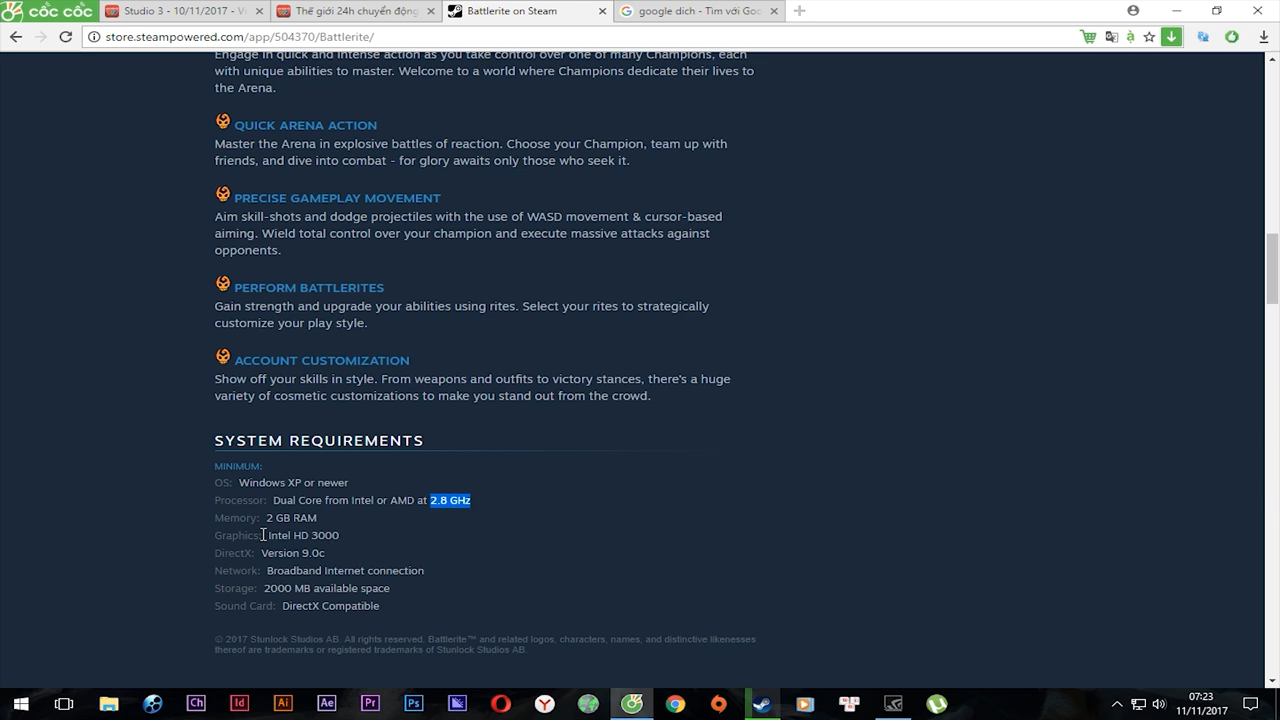 cốc cốc
Studio 3 - 10/11/2017 - Vi
Thế giới 24h chuyển động
Battlerite on Steam
google dich - Tìm với Goo
store.steampowered.com/app/504370/Battlerite/
Engage in quick and intense action as you take control over one of many Champions, each
with unique abilities to master. Welcome to a world where Champions dedicate their lives to
the Arena.
QUICK ARENA ACTION
Master the Arena in explosive battles of reaction. Choose your Champion, team up with
friends, and dive into combat - for glory awaits only those who seek it.
PRECISE GAMEPLAY MOVEMENT
Aim skill-shots and dodge projectiles with the use of WASD movement & cursor-based
aiming. Wield total control over your champion and execute massive attacks against
opponents.
PERFORM BATTLERITES
Gain strength and upgrade your abilities using rites. Select your rites to strategically
customize your play style.
ACCOUNT CUSTOMIZATION
Show off your skills in style. From weapons and outfits to victory stances, there's a huge
variety of cosmetic customizations to make you stand out from the crowd.
SYSTEM REQUIREMENTS
MINIMUM:
OS: Windows XP or newer
Processor: Dual Core from Intel or AMD at 2.8 GHz
Memory: 2 GB RAM
Graphics: Intel HD 3000
DirectX: Version 9.0c
Network: Broadband Internet connection
Storage: 2000 MB available space
Sound Card: DirectX Compatible
© 2017 Stunlock Studios AB. All rights reserved. Battlerite™ and related logos, characters, names, and distinctive likenesses
thereof are trademarks or registered trademarks of Stunlock Studios AB.
Ch Id Ai Ae Pr Ps
07:23
11/11/2017